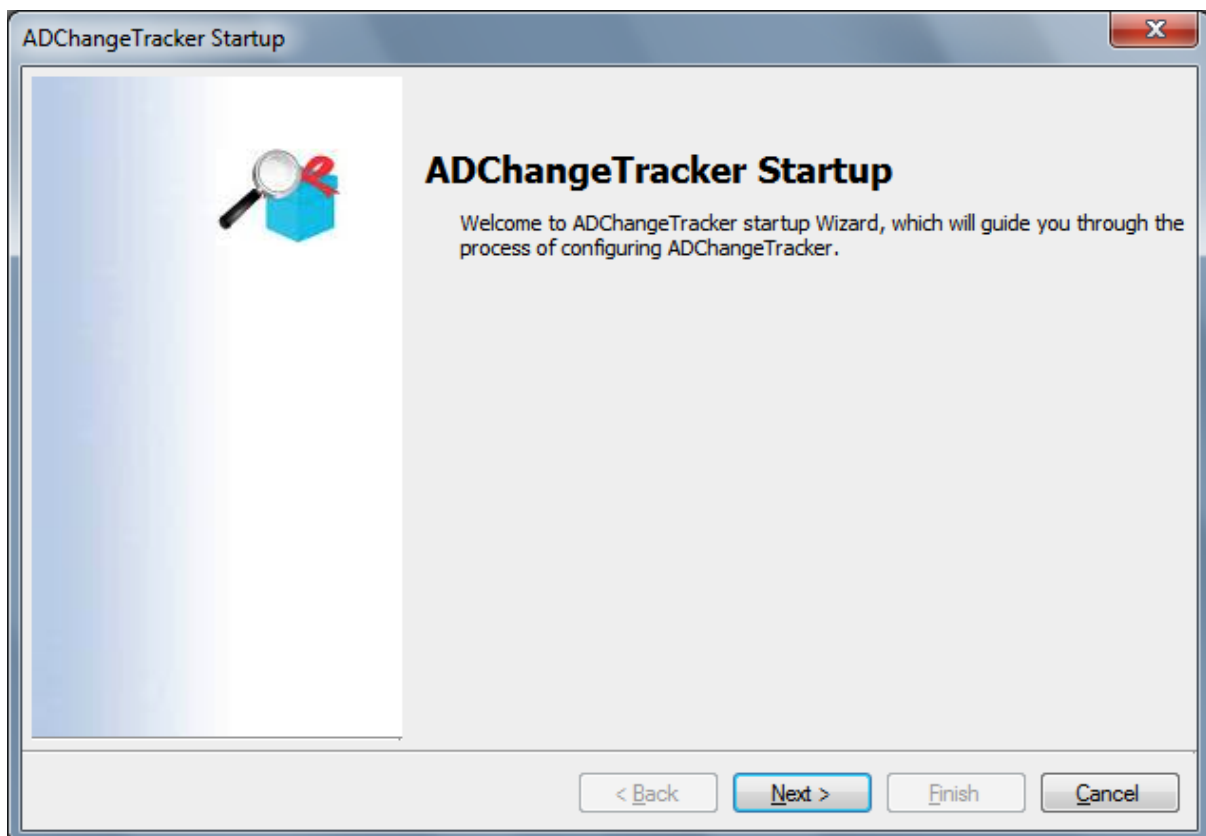 ADChangeTracker Startup
ADChangeTracker Startup
Welcome to ADChangeTracker startup Wizard, which will guide you through the
process of configuring ADChangeTracker.
< Back
Next >
Finish
Cancel